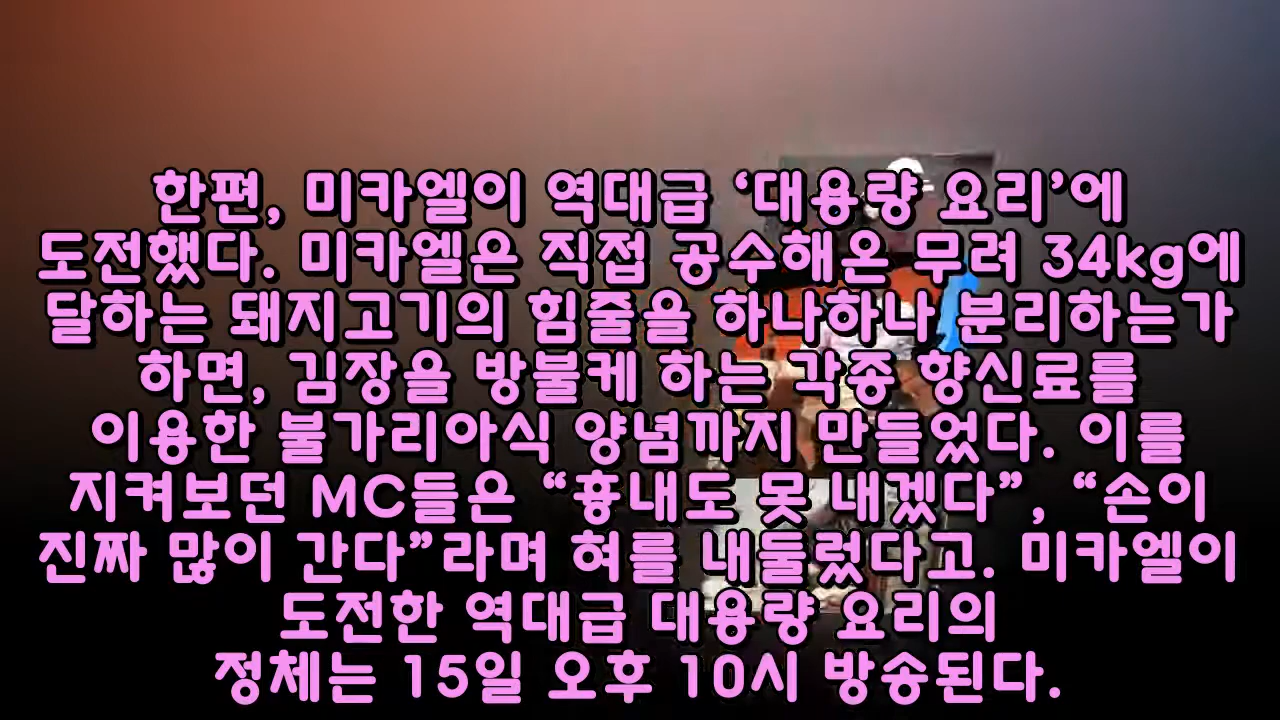 한편, 미카엘이 역대급 ‘대용량 요리’에
도전했다. 미카엘은 직접 공수해온 무려 34kg에
달하는 돼지고기의 힘줄을 하나하나 분리하는가
하면, 김장을 방불케 하는 각종 향신료를
이용한 불가리아식 양념까지 만들었다. 이를
지켜보던 MC들은 “흉내도 못 내겠다”, “손이
진짜 많이 간다”라며 혀를 내둘렀다고. 미카엘이
도전한 역대급 대용량 요리의
정체는 15일 오후 10시 방송된다.